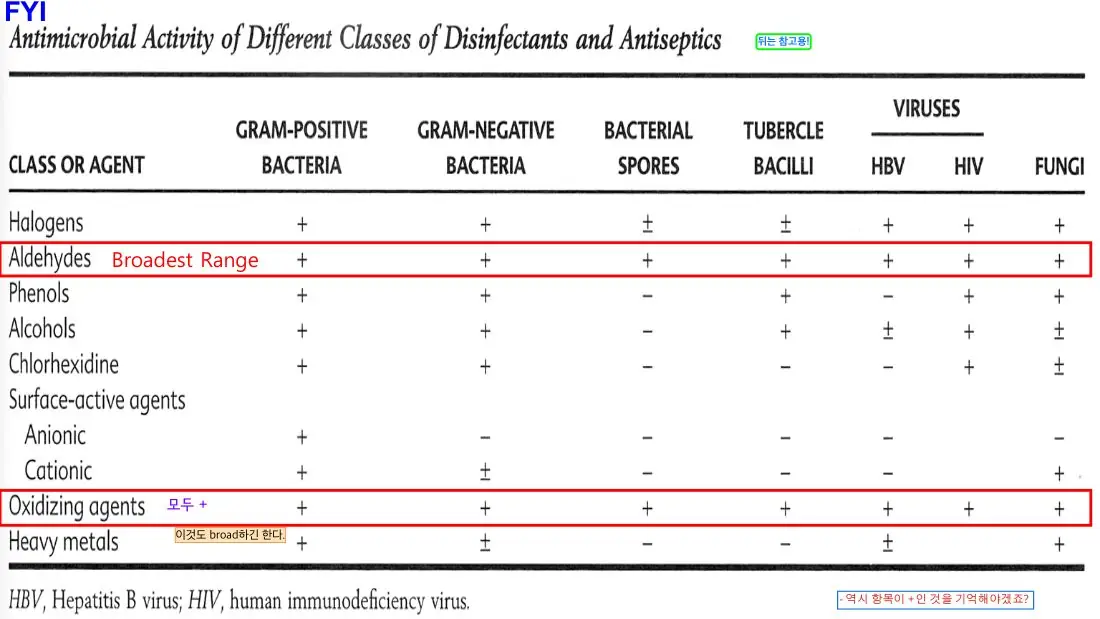 FYI
Antimicrobial Activity of Different Classes of Disinfectants and Antiseptics 뒤는 참고용!
VIRUSES
GRAM-POSITIVE GRAM-NEGATIVE BACTERIAL TUBERCLE
CLASS OR AGENT BACTERIA BACTERIA SPORES BACILLI HBV HIV FUNGI
Halogens + + ± ± + + +
Aldehydes Broadest Range + + + + + + +
Phenols + + − + − + +
Alcohols + + − + ± + ±
Chlorhexidine + + − − − + ±
Surface-active agents
Anionic + − − − − −
Cationic + ± − − − +
Oxidizing agents 모두 + + + + + + + +
이것도 broad하긴 한다.
Heavy metals + ± − − ± +
HBV, Hepatitis B virus; HIV, human immunodeficiency virus.
- 역시 항목이 +인 것을 기억해야겠죠?